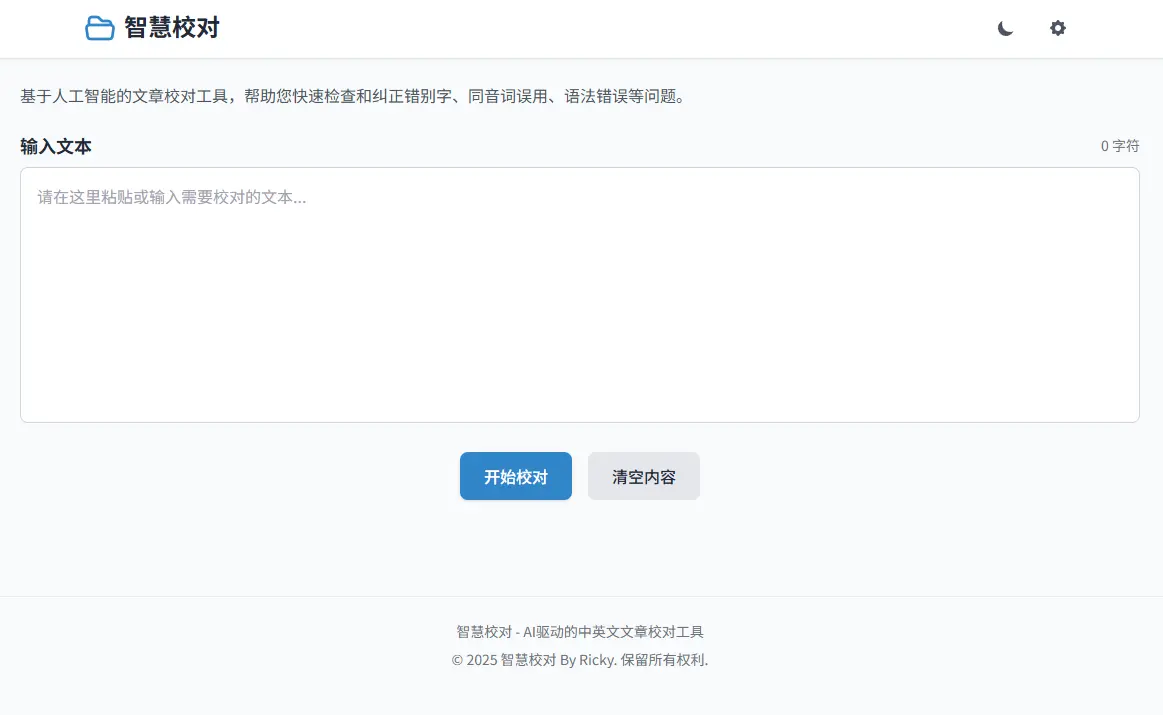 智慧校对
基于人工智能的文章校对工具，帮助您快速检查和纠正错别字、同音词误用、语法错误等问题。
输入文本
0 字符
请在这里粘贴或输入需要校对的文本...
开始校对
清空内容
智慧校对 - AI驱动的中英文文章校对工具
© 2025 智慧校对 By Ricky. 保留所有权利.